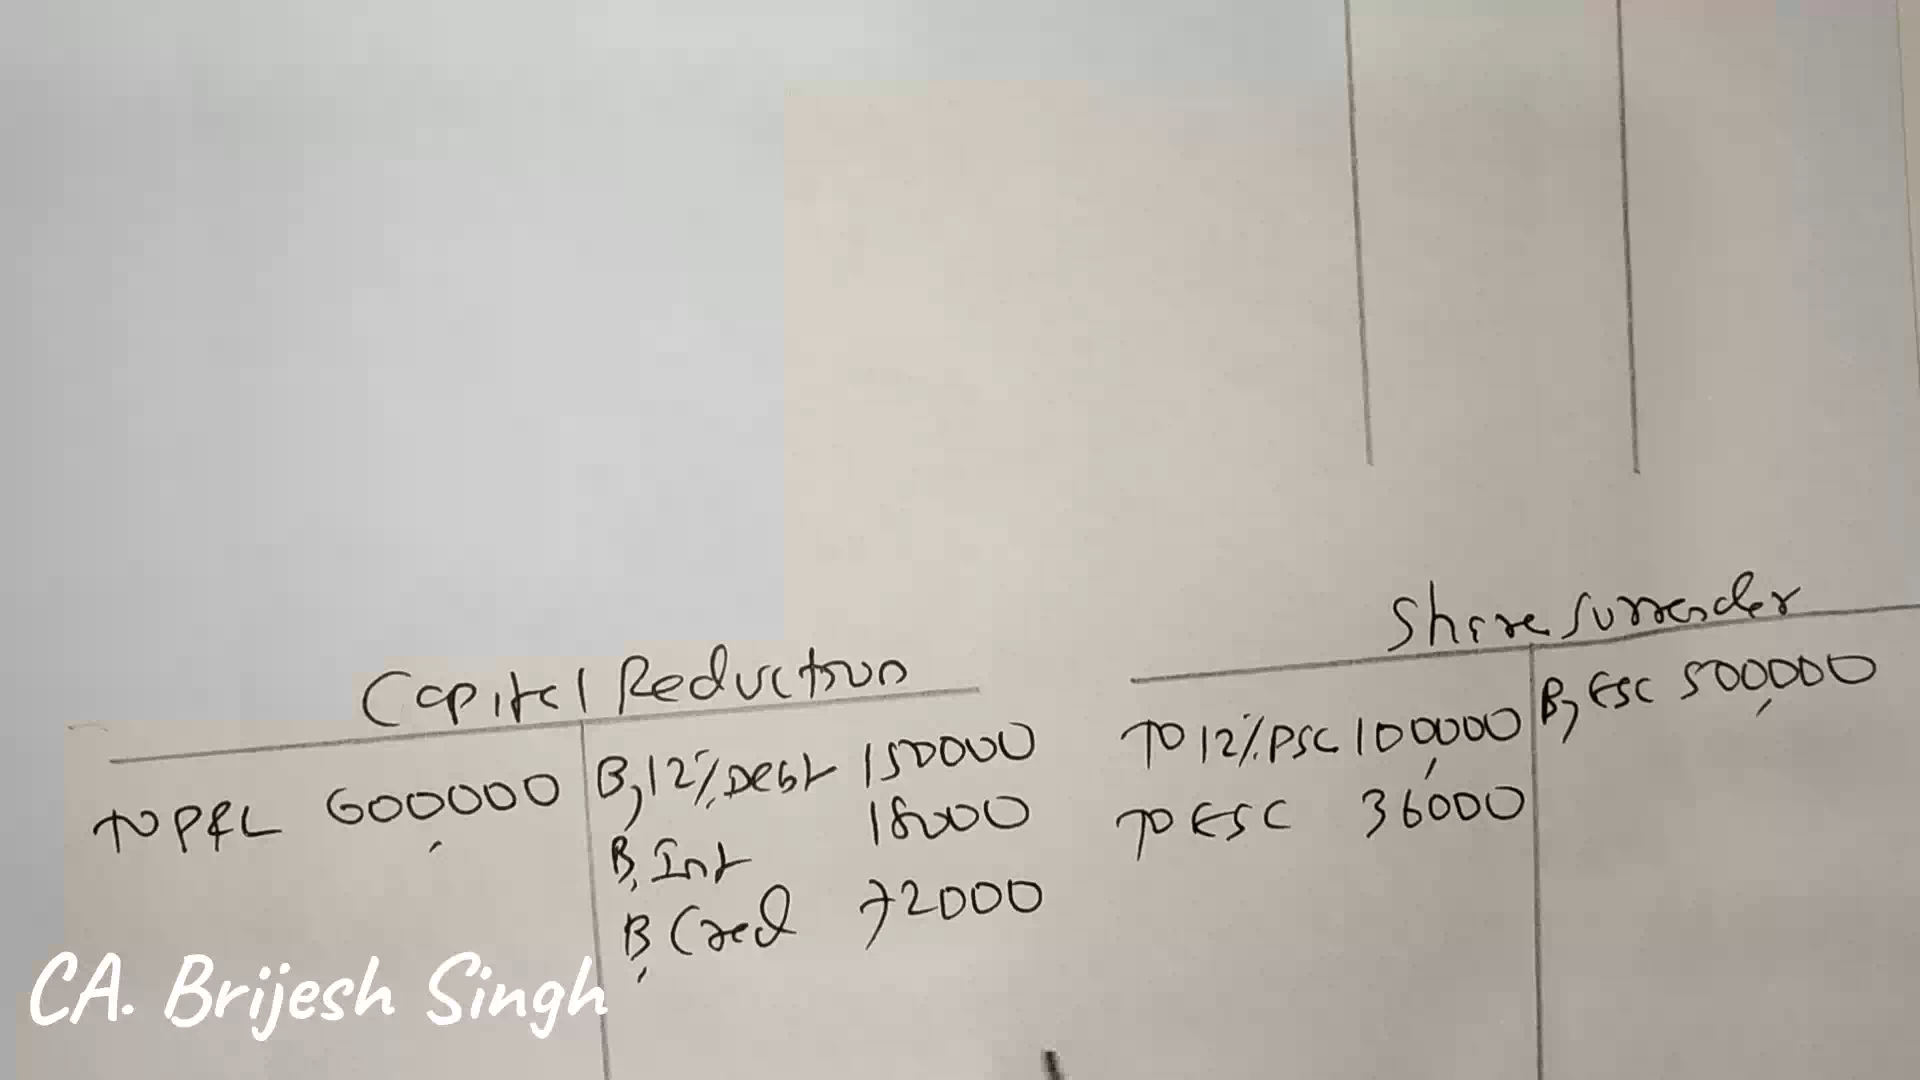 Capital Reduction
TO P&L 600000
By 12% Debt 150000
By Int 18000
By Cred 72000
Share Surrender
TO 12% PSC 100000
By ESC 500000
TO ESC 36000
CA. Brijesh Singh